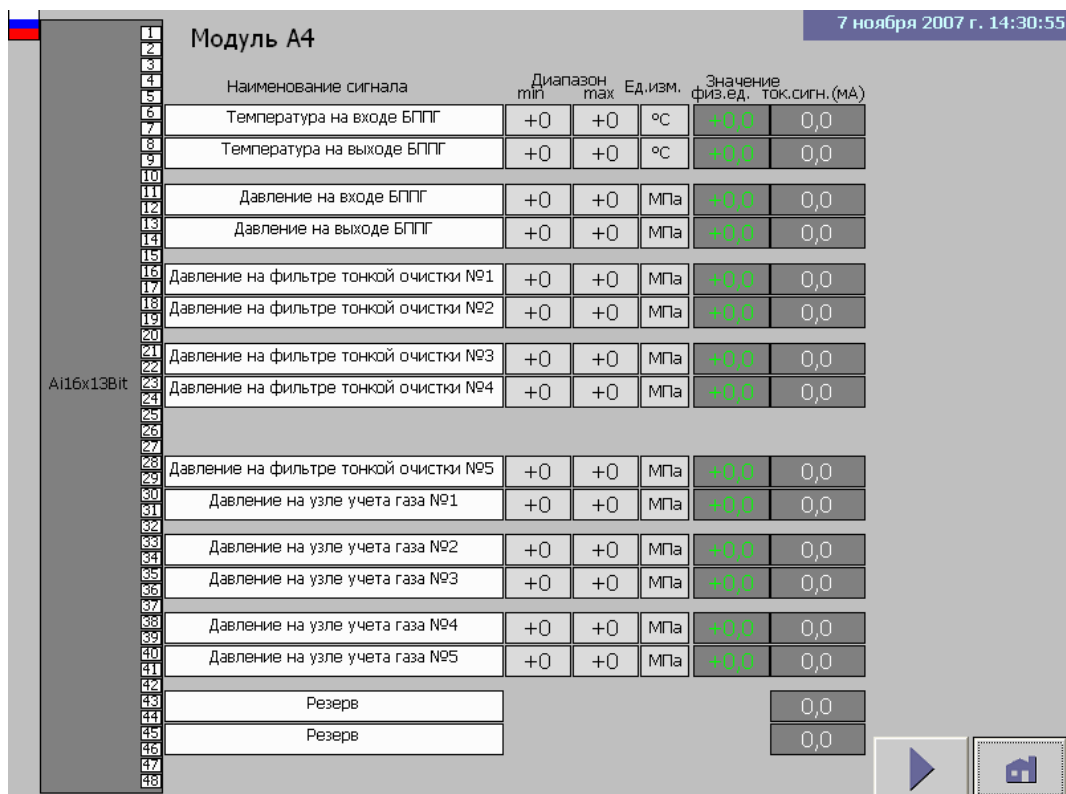 7 ноября 2007 г. 14:30:55
Модуль А4
Наименование сигнала Диапазон min max Ед.изм. Значение физ.ед. ток.сигн.(мА)
Ai16x13Bit
1
2
3
4
5
6 Температура на входе БППГ +0 +0 ºС +0,0 0,0
7
8 Температура на выходе БППГ +0 +0 ºС +0,0 0,0
9
10
11 Давление на входе БППГ +0 +0 МПа +0,0 0,0
12
13 Давление на выходе БППГ +0 +0 МПа +0,0 0,0
14
15
16 Давление на фильтре тонкой очистки №1 +0 +0 МПа +0,0 0,0
17
18 Давление на фильтре тонкой очистки №2 +0 +0 МПа +0,0 0,0
19
20
21 Давление на фильтре тонкой очистки №3 +0 +0 МПа +0,0 0,0
22
23 Давление на фильтре тонкой очистки №4 +0 +0 МПа +0,0 0,0
24
25
26
27
28 Давление на фильтре тонкой очистки №5 +0 +0 МПа +0,0 0,0
29
30 Давление на узле учета газа №1 +0 +0 МПа +0,0 0,0
31
32
33 Давление на узле учета газа №2 +0 +0 МПа +0,0 0,0
34
35 Давление на узле учета газа №3 +0 +0 МПа +0,0 0,0
36
37
38 Давление на узле учета газа №4 +0 +0 МПа +0,0 0,0
39
40 Давление на узле учета газа №5 +0 +0 МПа +0,0 0,0
41
42
43 Резерв 0,0
44
45 Резерв 0,0
46
47
48